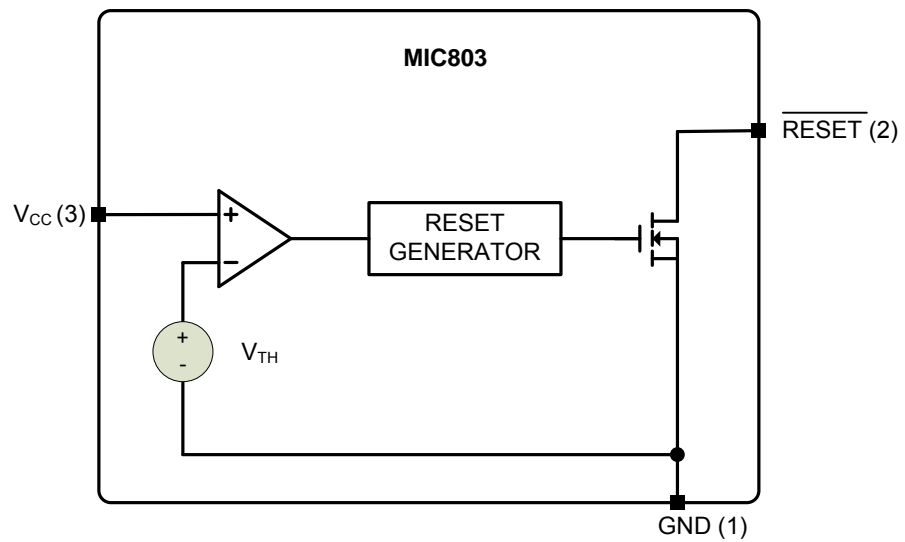 MIC803
RESET (2)
VCC (3)
+
−
RESET
GENERATOR
+
-
VTH
GND (1)